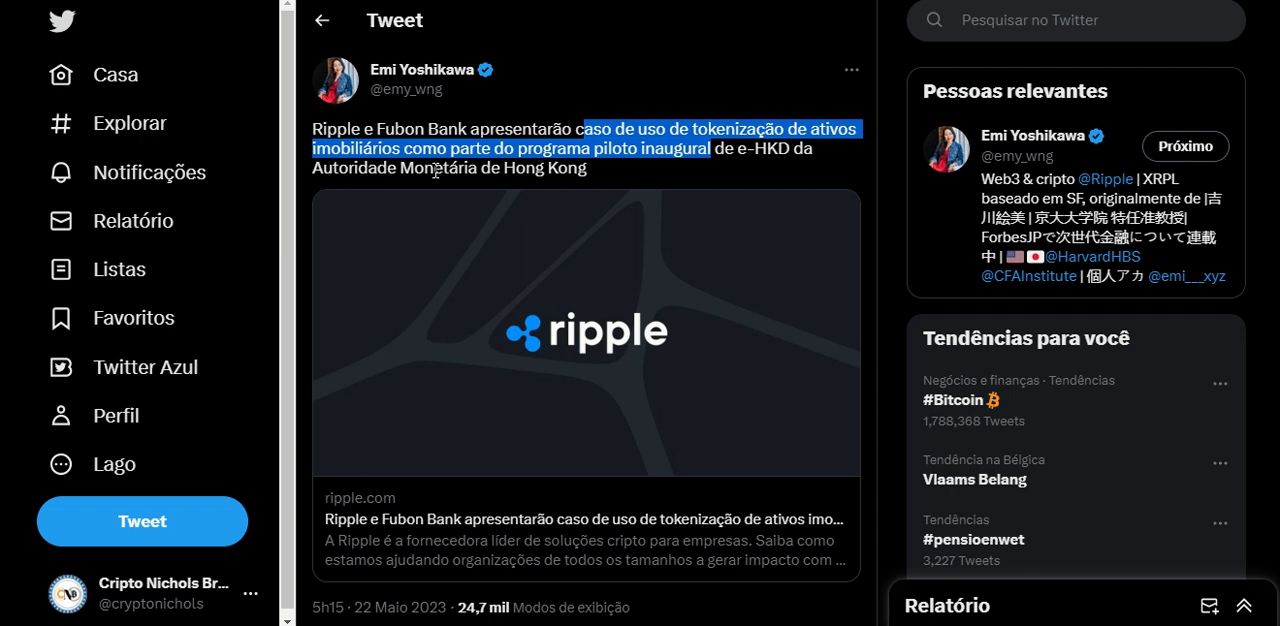 Casa
Explorar
Notificações
Relatório
Listas
Favoritos
Twitter Azul
Perfil
Lago
Tweet
Cripto Nichols Br...
@cryptonichols
CNB
Tweet
Emi Yoshikawa
@emy_wng
Ripple e Fubon Bank apresentarão caso de uso de tokenização de ativos
imobiliários como parte do programa piloto inaugural de e-HKD da
Autoridade Monetária de Hong Kong
ripple
ripple.com
Ripple e Fubon Bank apresentarão caso de uso de tokenização de ativos imo...
A Ripple é a fornecedora líder de soluções cripto para empresas. Saiba como
estamos ajudando organizações de todos os tamanhos a gerar impacto com ...
5h15 · 22 Maio 2023 · 24,7 mil Modos de exibição
Pesquisar no Twitter
Pessoas relevantes
Emi Yoshikawa
@emy_wng
Próximo
Web3 & cripto @Ripple | XRPL
baseado em SF, originalmente de |吉
川絵美 | 京大大学院 特任准教授|
ForbesJPで次世代金融について連載
中 | 🇺🇸🇯🇵@HarvardHBS
@CFAInstitute | 個人アカ @emi___xyz
Tendências para você
Negócios e finanças · Tendências
#Bitcoin
1,788,368 Tweets
Tendência na Bélgica
Vlaams Belang
Tendências
#pensioenwet
3,227 Tweets
Relatório